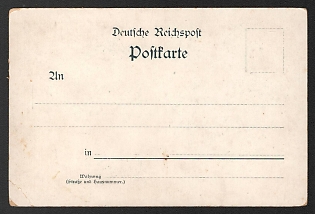 Deutsche Reichspost
Postkarte
An
in
Wohnung
(Straße und Hausnummer.)